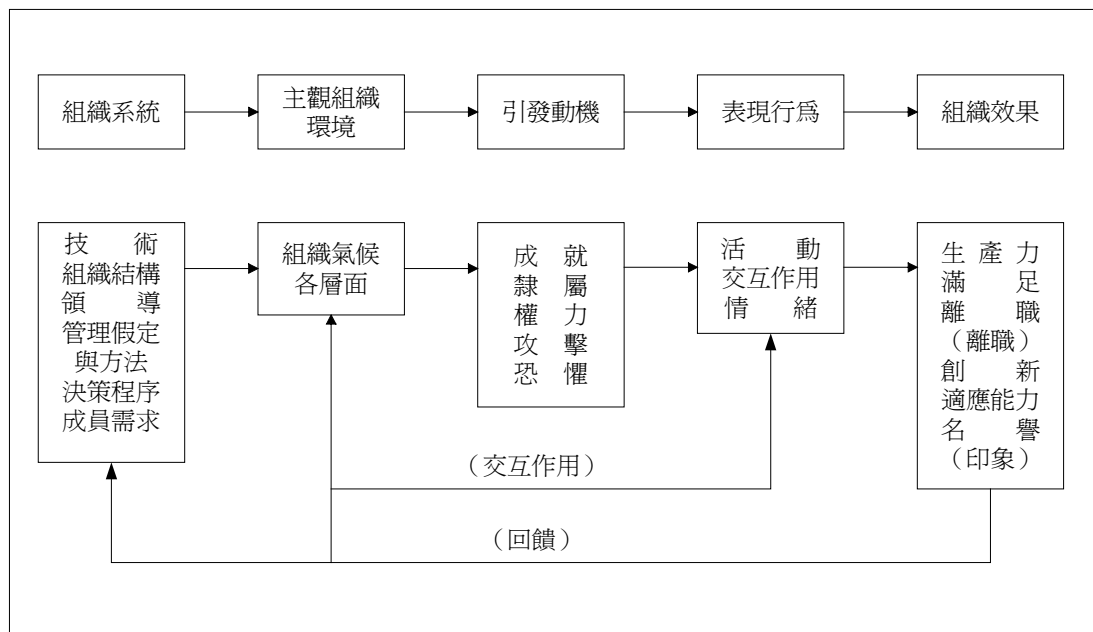 組織系統
主觀組織
環境
引發動機
表現行為
組織效果
技術
組織結構
領導
管理假定
與方法
決策程序
成員需求
組織氣候
各層面
成就
隸屬
權力
攻擊
恐懼
活動
交互作用
情緒
生產力
滿足
離職
（離職）
創新
適應能力
名譽
（印象）
（交互作用）
（回饋）